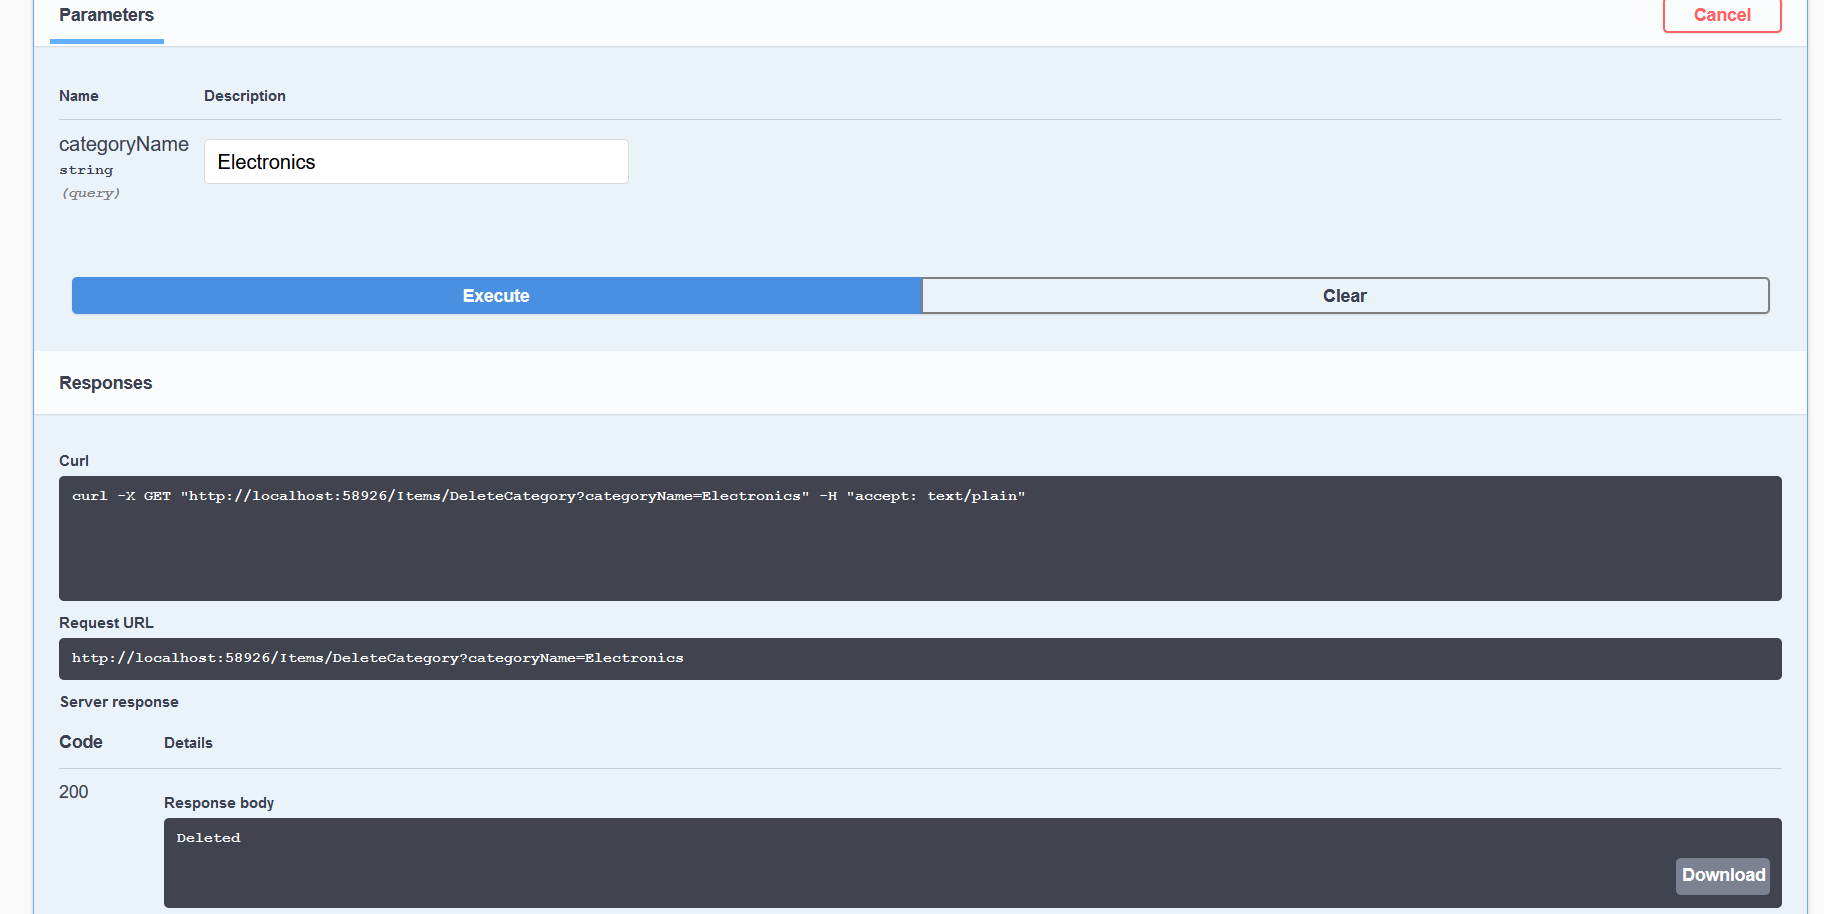 Parameters
Cancel
Name Description
categoryName
string
(query)
Electronics
Execute Clear
Responses
Curl
curl -X GET "http://localhost:58926/Items/DeleteCategory?categoryName=Electronics" -H "accept: text/plain"
Request URL
http://localhost:58926/Items/DeleteCategory?categoryName=Electronics
Server response
Code Details
200
Response body
Deleted
Download